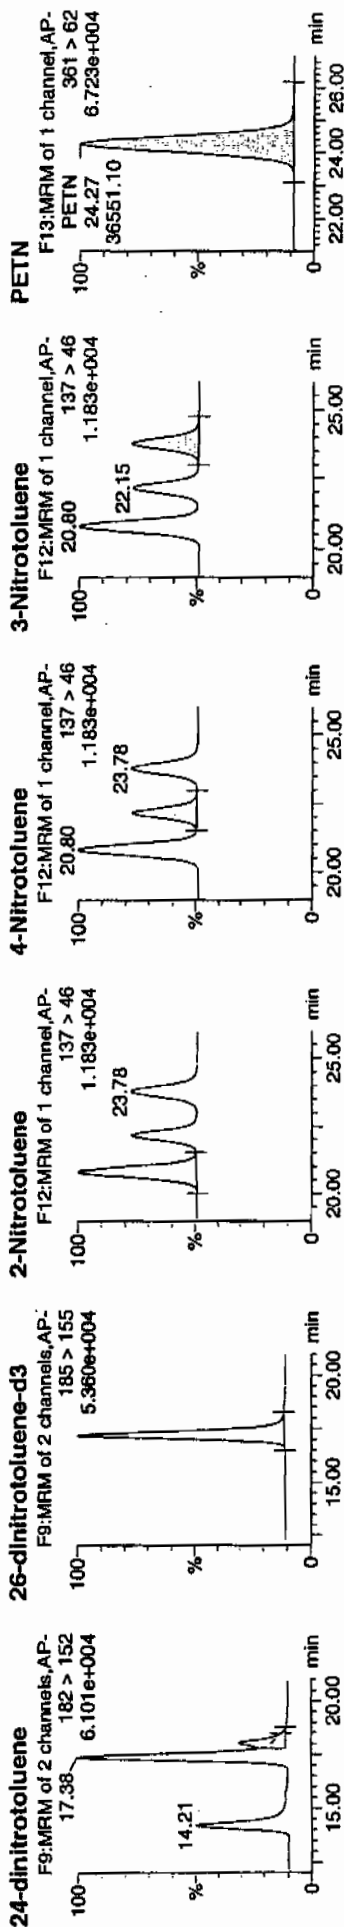 24-dinitrotoluene
F9:MRM of 2 channels,AP-
182 > 152
6.101e+004
100
17.38
14.21
%
0
15.00
20.00
min
26-dinitrotoluene-d3
F9:MRM of 2 channels,AP-
185 > 155
5.360e+004
100
%
0
15.00
20.00
min
2-Nitrotoluene
F12:MRM of 1 channel,AP-
137 > 46
1.183e+004
100
23.78
%
0
20.00
25.00
min
4-Nitrotoluene
F12:MRM of 1 channel,AP-
137 > 46
1.183e+004
100
20.80
23.78
%
0
20.00
25.00
min
3-Nitrotoluene
F12:MRM of 1 channel,AP-
137 > 46
1.183e+004
100
20.80
22.15
%
0
20.00
25.00
min
PETN
F13:MRM of 1 channel,AP-
361 > 62
6.723e+004
100
PETN
24.27
36551.10
%
0
22.00
24.00
26.00
min